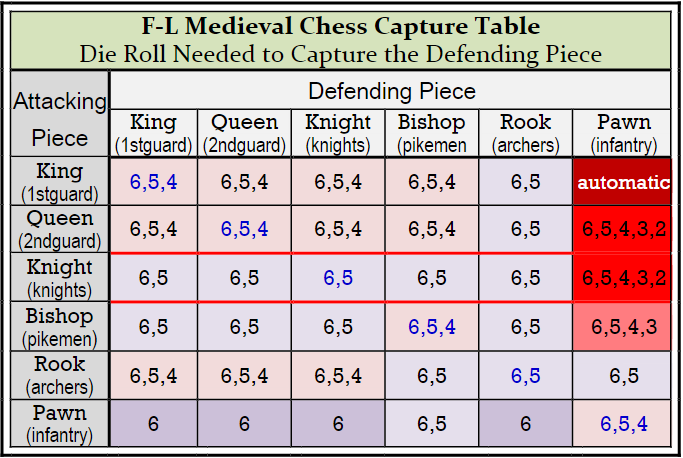 F-L Medieval Chess Capture Table
Die Roll Needed to Capture the Defending Piece
Attacking Piece
Defending Piece
King (1stguard) Queen (2ndguard) Knight (knights) Bishop (pikemen Rook (archers) Pawn (infantry)
King (1stguard) 6,5,4 6,5,4 6,5,4 6,5,4 6,5 automatic
Queen (2ndguard) 6,5,4 6,5,4 6,5,4 6,5,4 6,5 6,5,4,3,2
Knight (knights) 6,5 6,5 6,5 6,5 6,5 6,5,4,3,2
Bishop (pikemen) 6,5 6,5 6,5 6,5,4 6,5 6,5,4,3
Rook (archers) 6,5,4 6,5,4 6,5,4 6,5 6,5 6,5
Pawn (infantry) 6 6 6 6,5 6 6,5,4